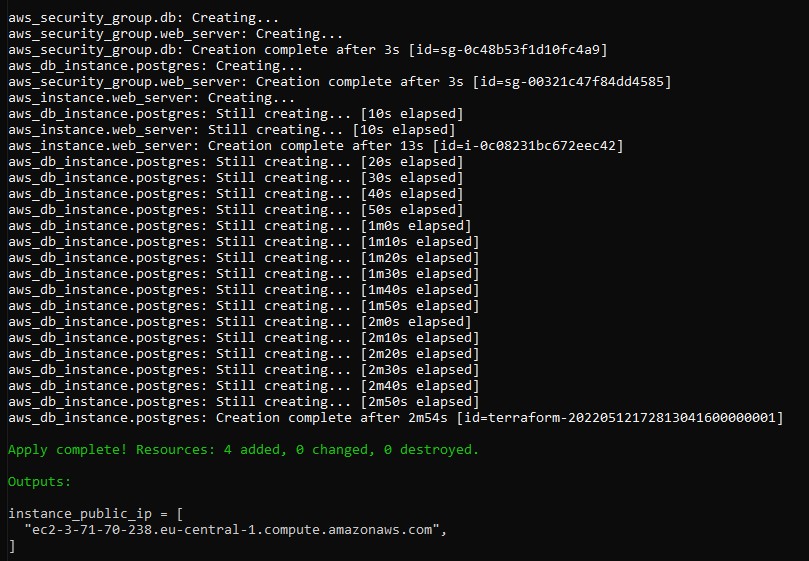 aws_security_group.db: Creating...
aws_security_group.web_server: Creating...
aws_security_group.db: Creation complete after 3s [id=sg-0c48b53f1d10fc4a9]
aws_db_instance.postgres: Creating...
aws_security_group.web_server: Creation complete after 3s [id=sg-00321c47f84dd4585]
aws_instance.web_server: Creating...
aws_db_instance.postgres: Still creating... [10s elapsed]
aws_instance.web_server: Still creating... [10s elapsed]
aws_instance.web_server: Creation complete after 13s [id=i-0c08231bc672eec42]
aws_db_instance.postgres: Still creating... [20s elapsed]
aws_db_instance.postgres: Still creating... [30s elapsed]
aws_db_instance.postgres: Still creating... [40s elapsed]
aws_db_instance.postgres: Still creating... [50s elapsed]
aws_db_instance.postgres: Still creating... [1m0s elapsed]
aws_db_instance.postgres: Still creating... [1m10s elapsed]
aws_db_instance.postgres: Still creating... [1m20s elapsed]
aws_db_instance.postgres: Still creating... [1m30s elapsed]
aws_db_instance.postgres: Still creating... [1m40s elapsed]
aws_db_instance.postgres: Still creating... [1m50s elapsed]
aws_db_instance.postgres: Still creating... [2m0s elapsed]
aws_db_instance.postgres: Still creating... [2m10s elapsed]
aws_db_instance.postgres: Still creating... [2m20s elapsed]
aws_db_instance.postgres: Still creating... [2m30s elapsed]
aws_db_instance.postgres: Still creating... [2m40s elapsed]
aws_db_instance.postgres: Still creating... [2m50s elapsed]
aws_db_instance.postgres: Creation complete after 2m54s [id=terraform-20220512172813041600000001]
Apply complete! Resources: 4 added, 0 changed, 0 destroyed.
Outputs:
instance_public_ip = [
  "ec2-3-71-70-238.eu-central-1.compute.amazonaws.com",
]